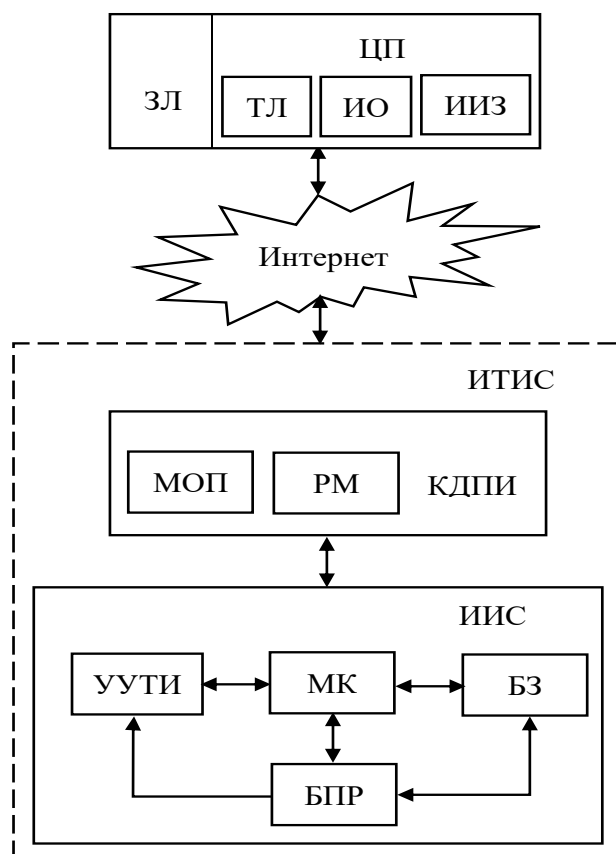 ЦП
ЗЛ
ТЛ
ИО
ИИЗ
Интернет
ИТИС
МОП
РМ
КДПИ
ИИС
УУТИ
МК
БЗ
БПР